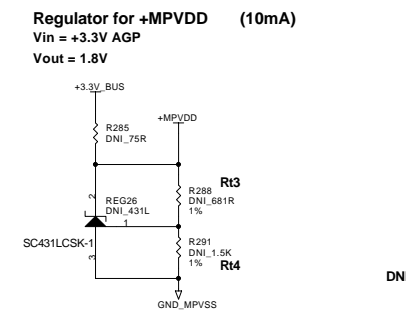 Regulator for +MPVDD (10mA)
Vin = +3.3V AGP
Vout = 1.8V
+3.3V_BUS
+MPVDD
R285
DNI_75R
Rt3
R288
DNI_681R
1%
2
REG26
DNI_431L
1
SC431LCSK-1
3
R291
DNI_1.5K
1%
Rt4
DNI
GND_MPVSS